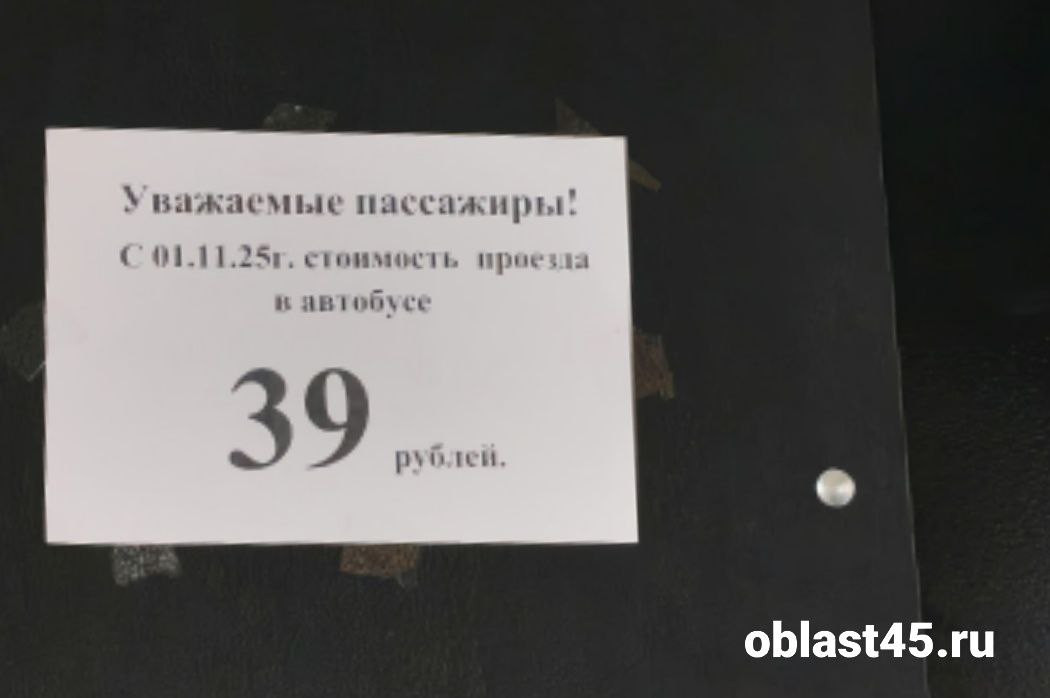 Уважаемые пассажиры!
С 01.11.25г. стоимость проезда
в автобусе
39 рублей.
oblast45.ru